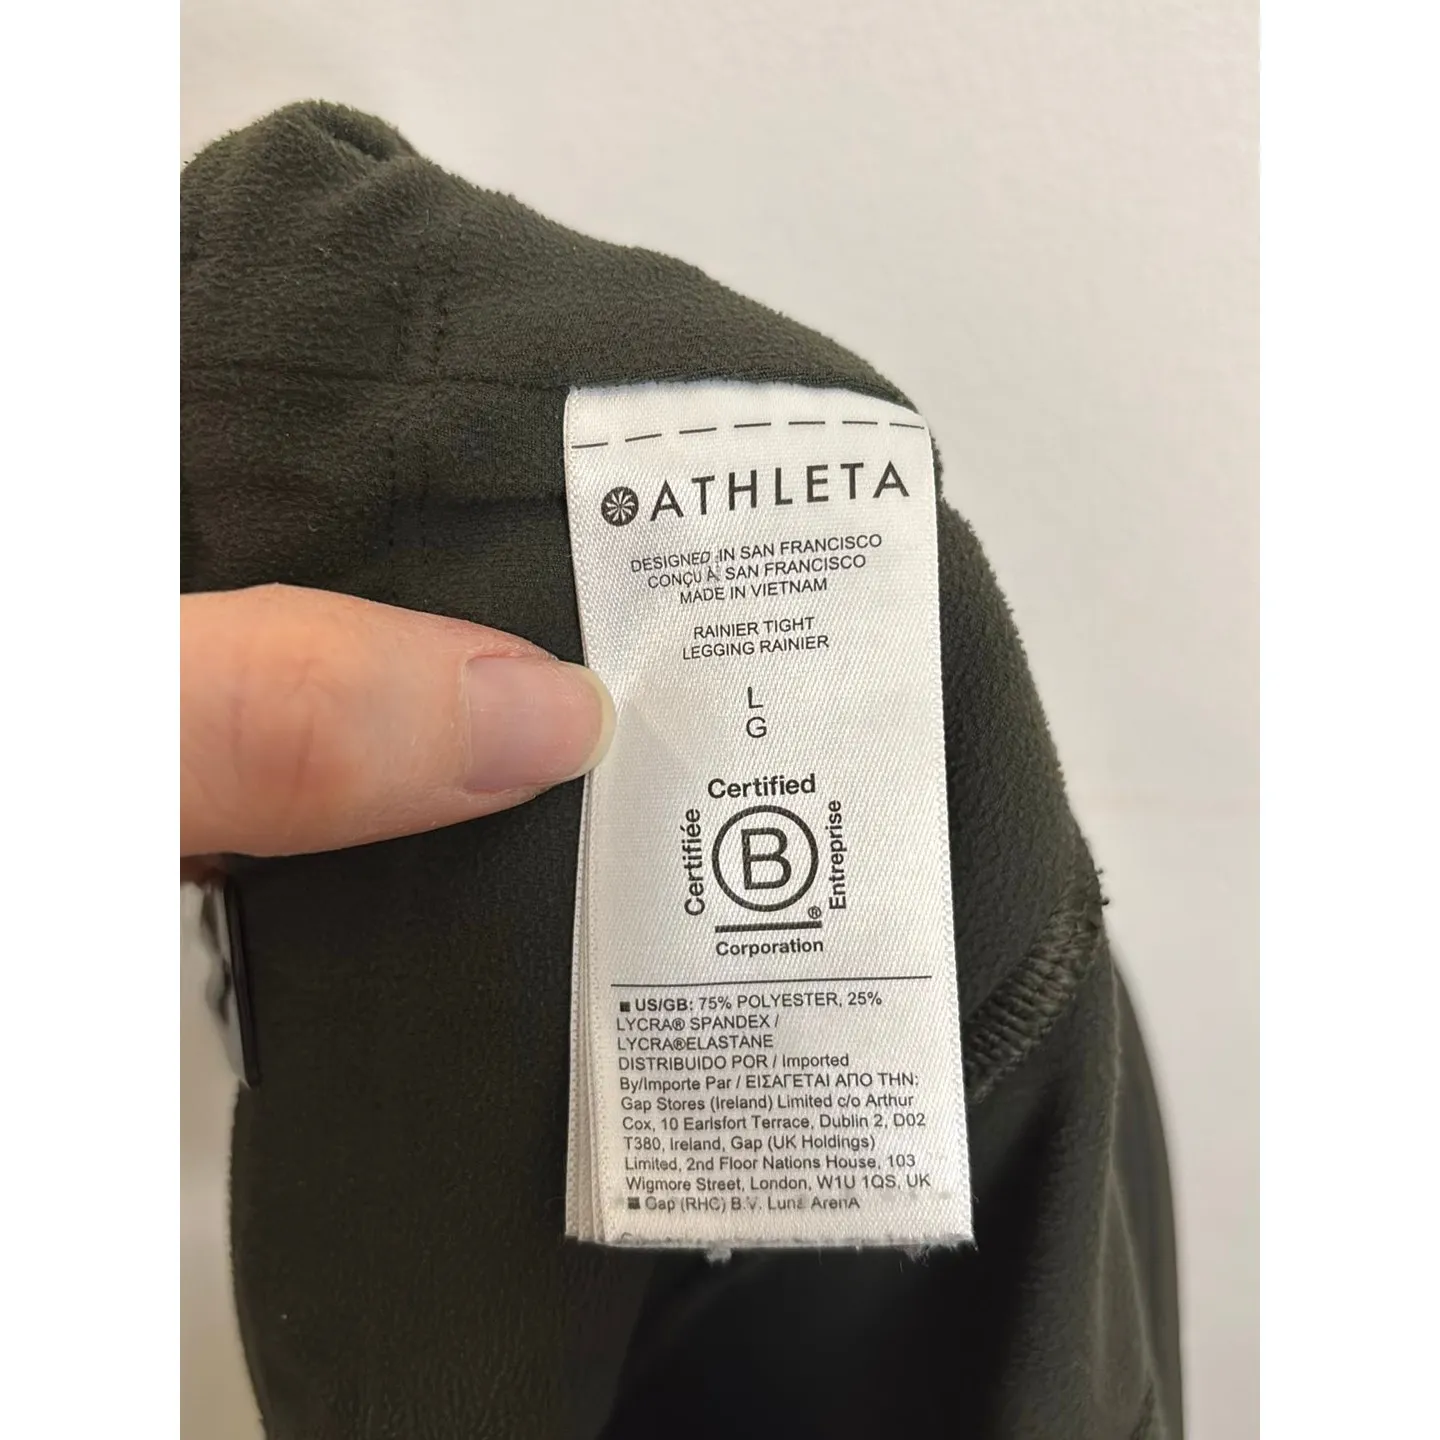 ATHLETA
DESIGNED IN SAN FRANCISCO
CONÇU À SAN FRANCISCO
MADE IN VIETNAM
RAINIER TIGHT
LEGGING RAINIER
L
G
Certified
Certifiée
B
Entreprise
®
Corporation
US/GB: 75% POLYESTER, 25%
LYCRA® SPANDEX /
LYCRA®ELASTANE
DISTRIBUIDO POR / Imported
By/Importe Par / ΕΙΣΑΓΕΤΑΙ ΑΠΟ ΤΗΝ:
Gap Stores (Ireland) Limited c/o Arthur
Cox, 10 Earlsfort Terrace, Dublin 2, D02
T380, Ireland, Gap (UK Holdings)
Limited, 2nd Floor Nations House, 103
Wigmore Street, London, W1U 1QS, UK
Gap (RHC) B.V. Luna ArenA